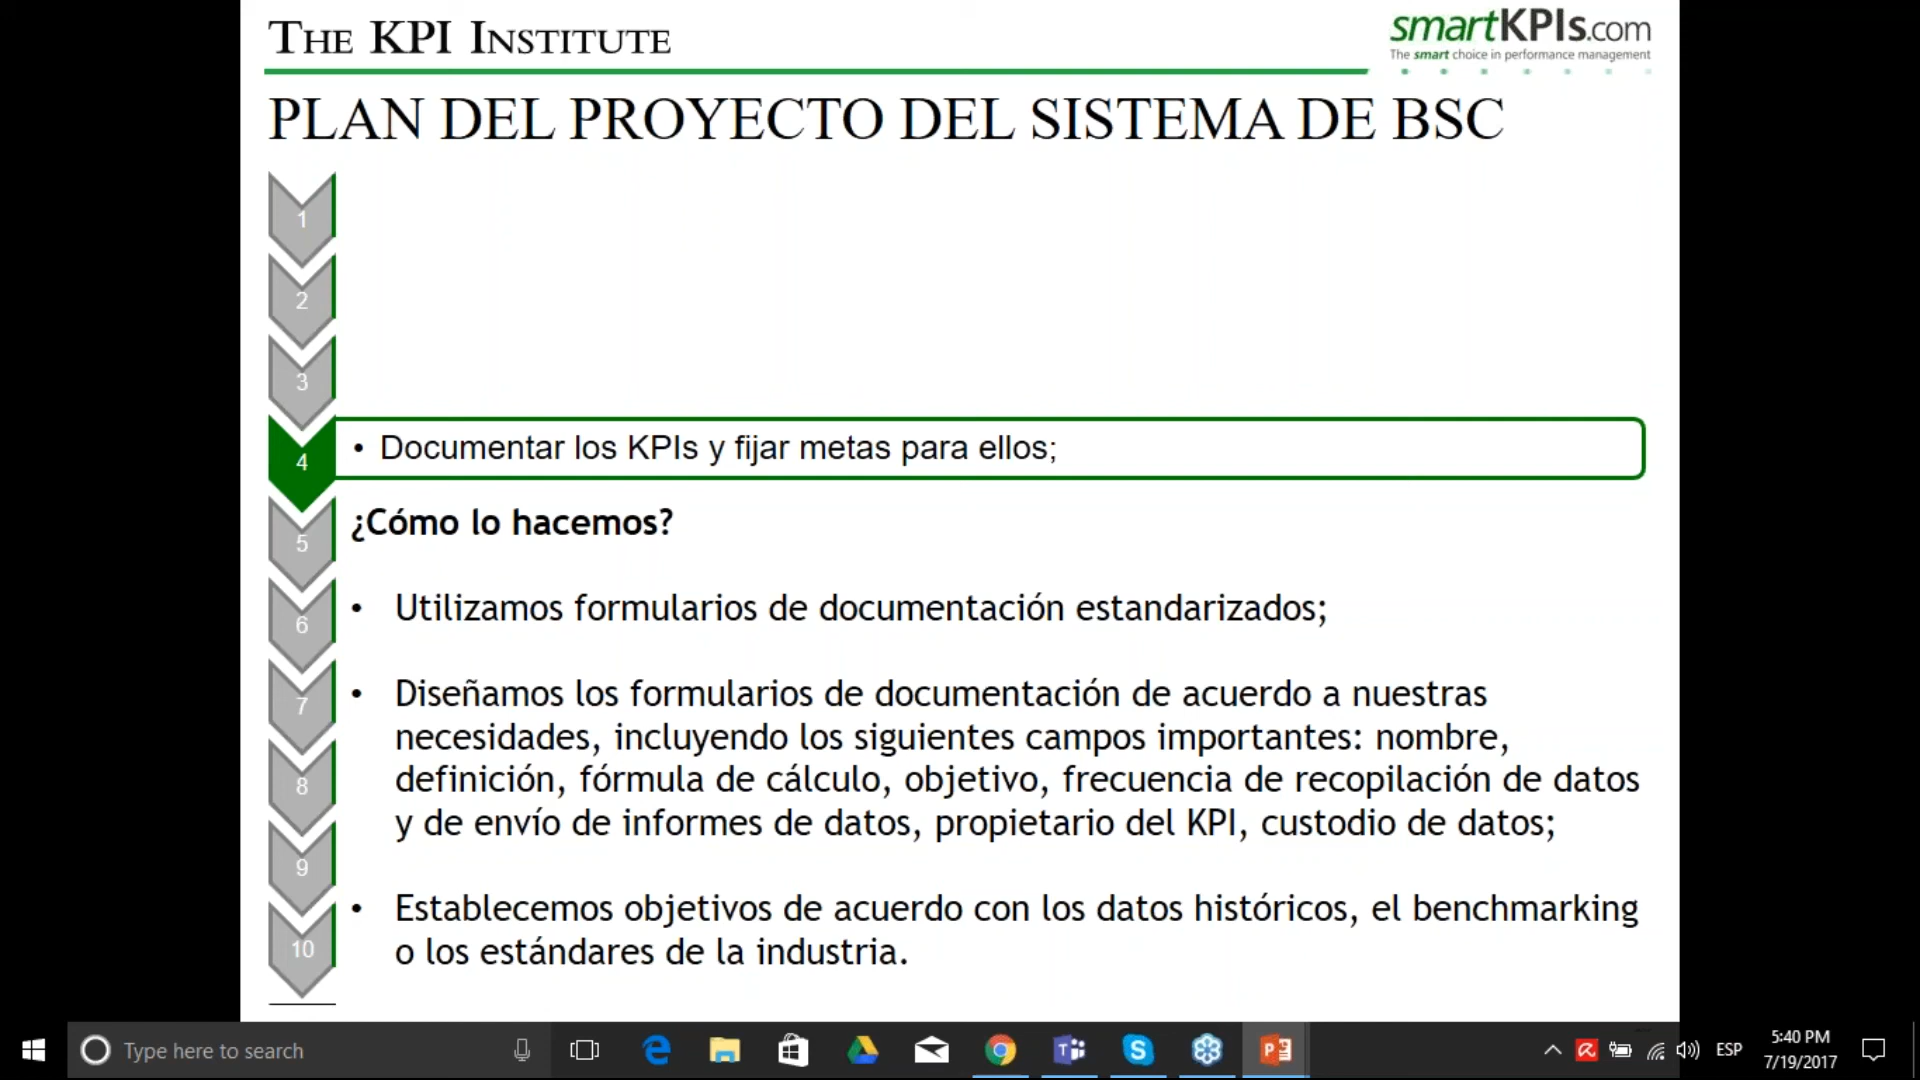 THE KPI INSTITUTE
smartKPIs.com
The smart choice in performance management
PLAN DEL PROYECTO DEL SISTEMA DE BSC
1
2
3
4
• Documentar los KPIs y fijar metas para ellos;
¿Cómo lo hacemos?
5
• Utilizamos formularios de documentación estandarizados;
6
• Diseñamos los formularios de documentación de acuerdo a nuestras
7
necesidades, incluyendo los siguientes campos importantes: nombre,
definición, fórmula de cálculo, objetivo, frecuencia de recopilación de datos
8
y de envío de informes de datos, propietario del KPI, custodio de datos;
9
• Establecemos objetivos de acuerdo con los datos históricos, el benchmarking
o los estándares de la industria.
10
Type here to search
ESP
5:40 PM
7/19/2017